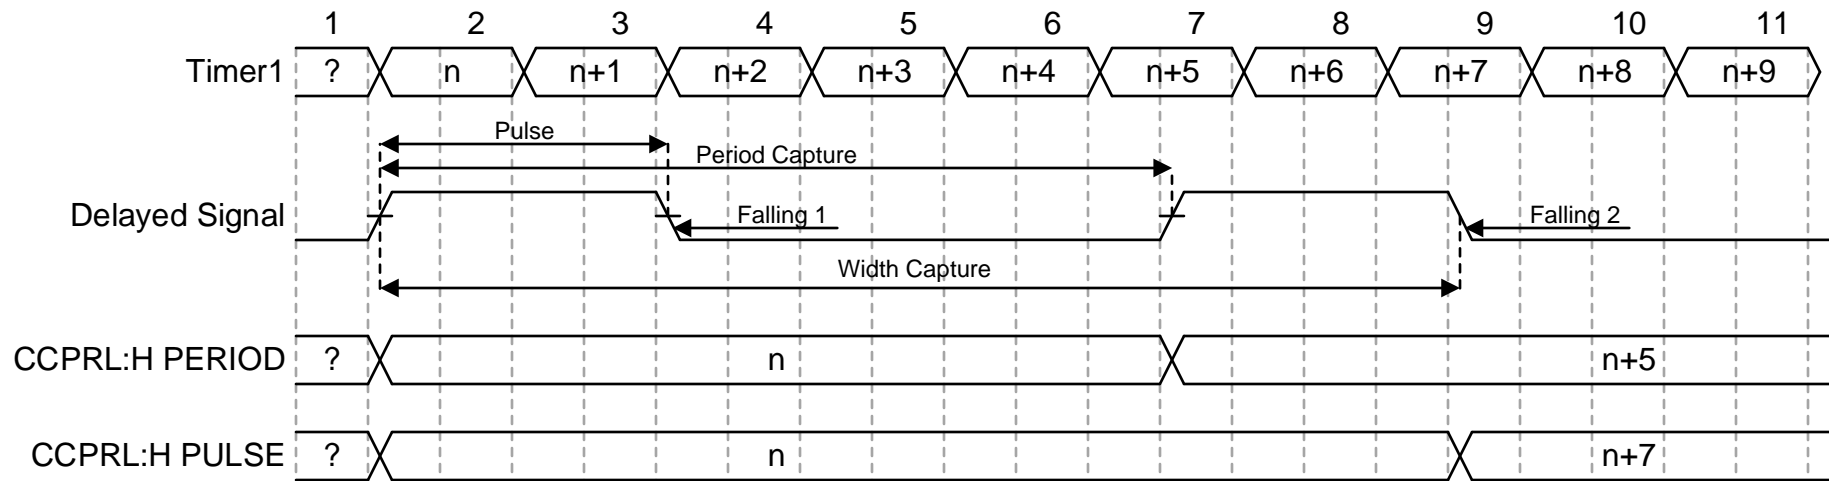 1 2 3 4 5 6 7 8 9 10 11
Timer1 ? n n+1 n+2 n+3 n+4 n+5 n+6 n+7 n+8 n+9
Pulse
Period Capture
Delayed Signal Falling 1 Falling 2
Width Capture
CCPRL:H PERIOD ? n n+5
CCPRL:H PULSE ? n n+7